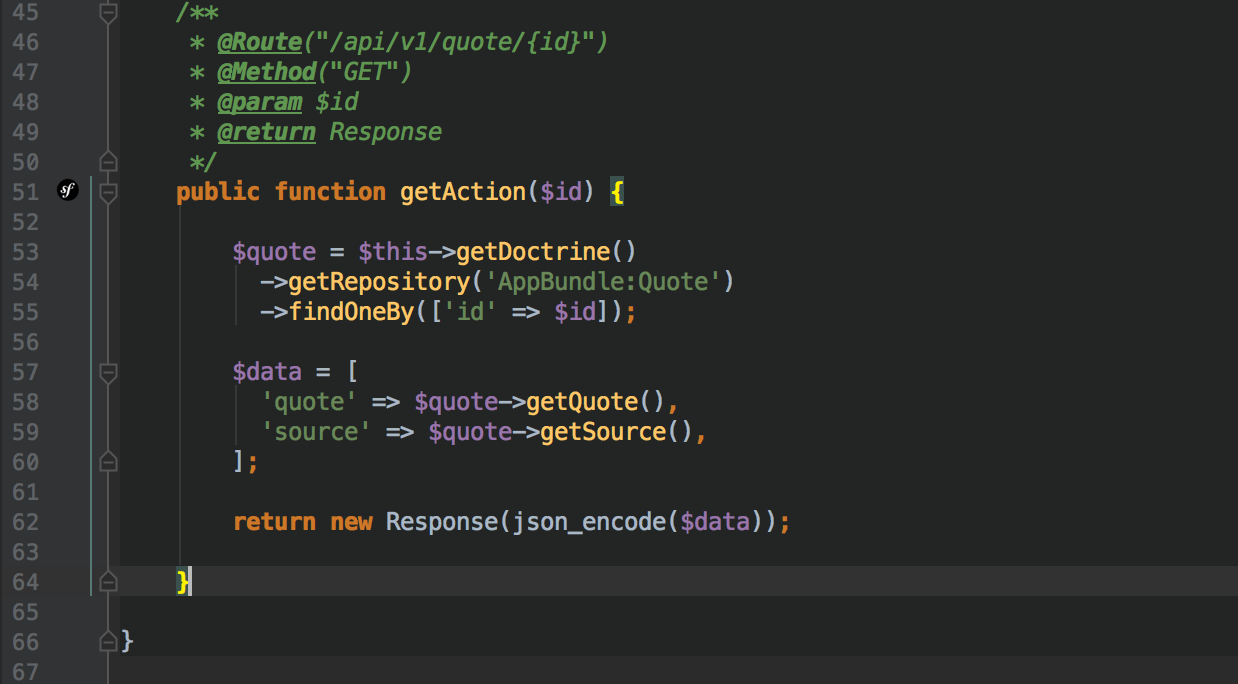 45 /**
46 * @Route("/api/v1/quote/{id}")
47 * @Method("GET")
48 * @param $id
49 * @return Response
50 */
51 sf public function getAction($id) {
52
53 $quote = $this->getDoctrine()
54 ->getRepository('AppBundle:Quote')
55 ->findOneBy(['id' => $id]);
56
57 $data = [
58 'quote' => $quote->getQuote(),
59 'source' => $quote->getSource(),
60 ];
61
62 return new Response(json_encode($data));
63
64 }
65
66 }
67